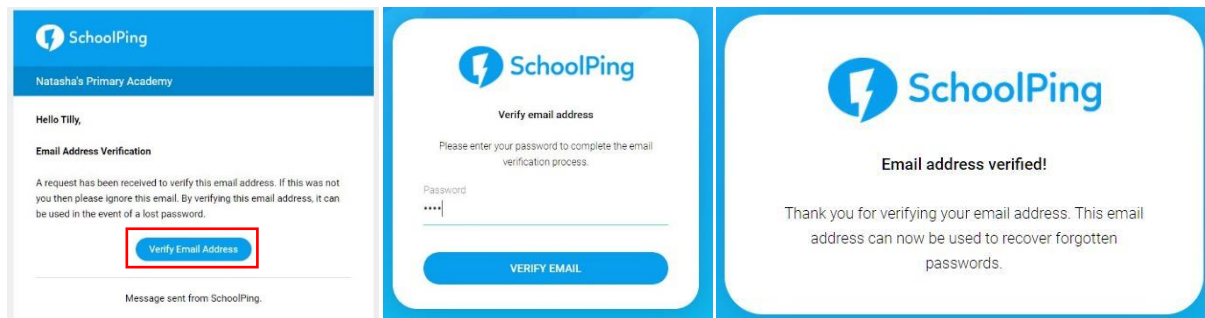 SchoolPing
Natasha's Primary Academy
Hello Tilly,
Email Address Verification
A request has been received to verify this email address. If this was not
you then please ignore this email. By verifying this email address, it can
be used in the event of a lost password.
Verify Email Address
Message sent from SchoolPing.
SchoolPing
Verify email address
Please enter your password to complete the email
verification process.
Password
••••
VERIFY EMAIL
SchoolPing
Email address verified!
Thank you for verifying your email address. This email
address can now be used to recover forgotten
passwords.